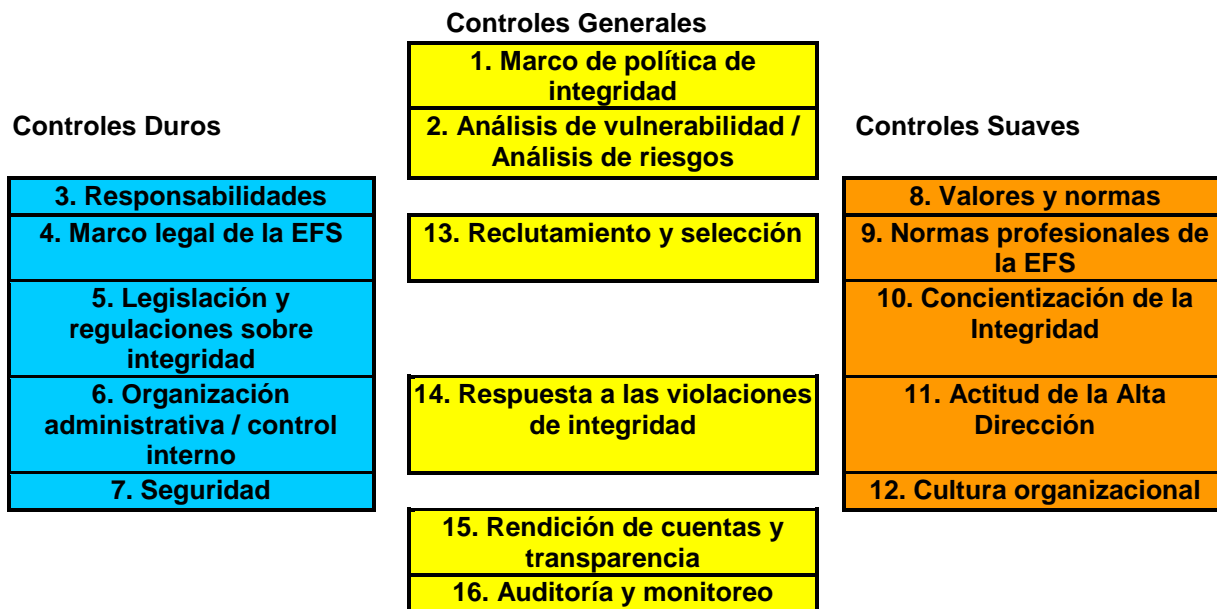 Controles Generales
1. Marco de política de
integridad
2. Análisis de vulnerabilidad /
Análisis de riesgos
Controles Duros
3. Responsabilidades
4. Marco legal de la EFS
5. Legislación y
regulaciones sobre
integridad
6. Organización
administrativa / control
interno
7. Seguridad
13. Reclutamiento y selección
14. Respuesta a las violaciones
de integridad
15. Rendición de cuentas y
transparencia
16. Auditoría y monitoreo
Controles Suaves
8. Valores y normas
9. Normas profesionales de
la EFS
10. Concientización de la
Integridad
11. Actitud de la Alta
Dirección
12. Cultura organizacional